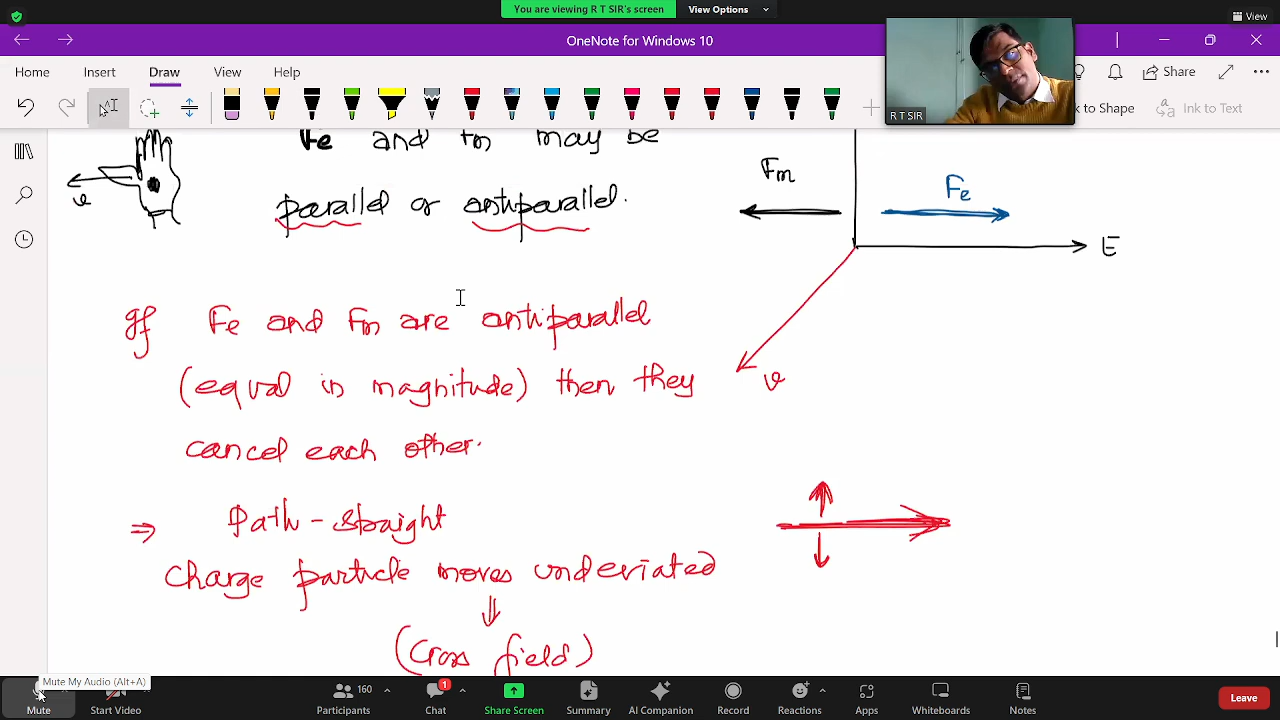 You are viewing R T SIR's screen
View Options
View
OneNote for Windows 10
Home
Insert
Draw
View
Help
Share
to Shape
Ink to Text
R T SIR
Fe and Fm may be
parallel or antiparallel.
v
Fm
Fe
E
v
If Fe and Fm are antiparallel
(equal in magnitude) then they
cancel each other.
⇒ Path - straight
Charge particle moves undeviated
⇓
(Cross field)
Mute My Audio (Alt+A)
Mute
Start Video
160
Participants
1
Chat
Share Screen
Summary
AI Companion
Record
Reactions
Apps
Whiteboards
Notes
Leave